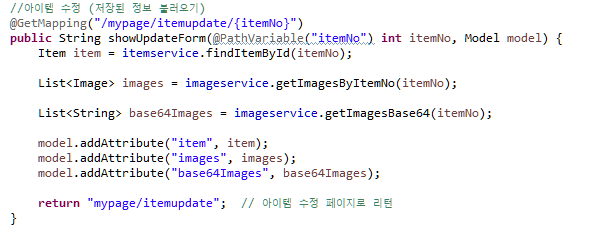 //아이템 수정 (저장된 정보 불러오기)
@GetMapping("/mypage/itemupdate/{itemNo}")
public String showUpdateForm(@PathVariable("itemNo") int itemNo, Model model) {
Item item = itemservice.findItemById(itemNo);
List<Image> images = imageservice.getImagesByItemNo(itemNo);
List<String> base64Images = imageservice.getImagesBase64(itemNo);
model.addAttribute("item", item);
model.addAttribute("images", images);
model.addAttribute("base64Images", base64Images);
return "mypage/itemupdate"; // 아이템 수정 페이지로 리턴
}